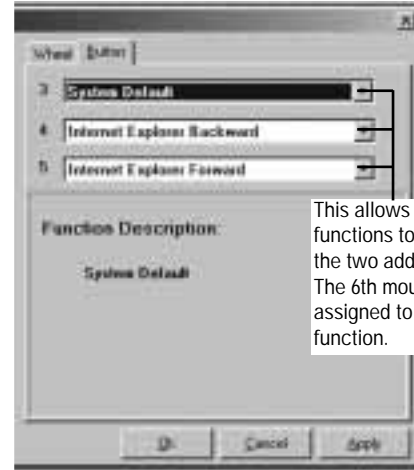 Wheel Button
3 System Default
4 Internet Explorer Backward
5 Internet Explorer Forward
This allows
functions to
the two add
The 6th mou
assigned to
function.
Function Description:
System Default
Ok Cancel Apply